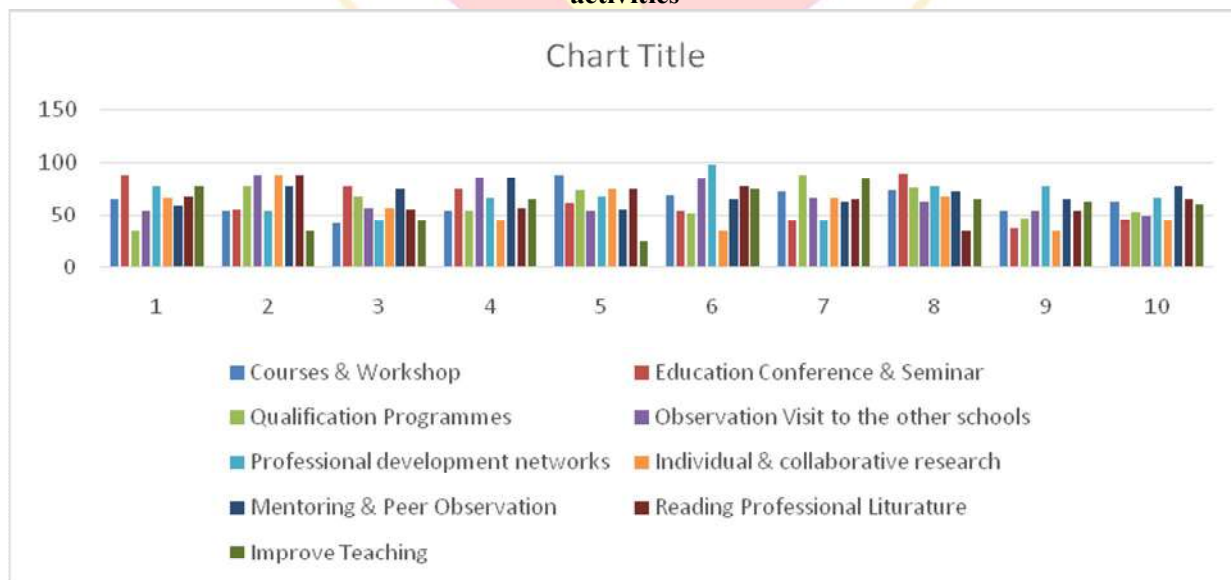 activities
Chart Title
150
100
50
0
1 2 3 4 5 6 7 8 9 10
Courses & Workshop Education Conference & Seminar
Qualification Programmes Observation Visit to the other schools
Professional development networks Individual & collaborative research
Mentoring & Peer Observation Reading Professional Liturature
Improve Teaching